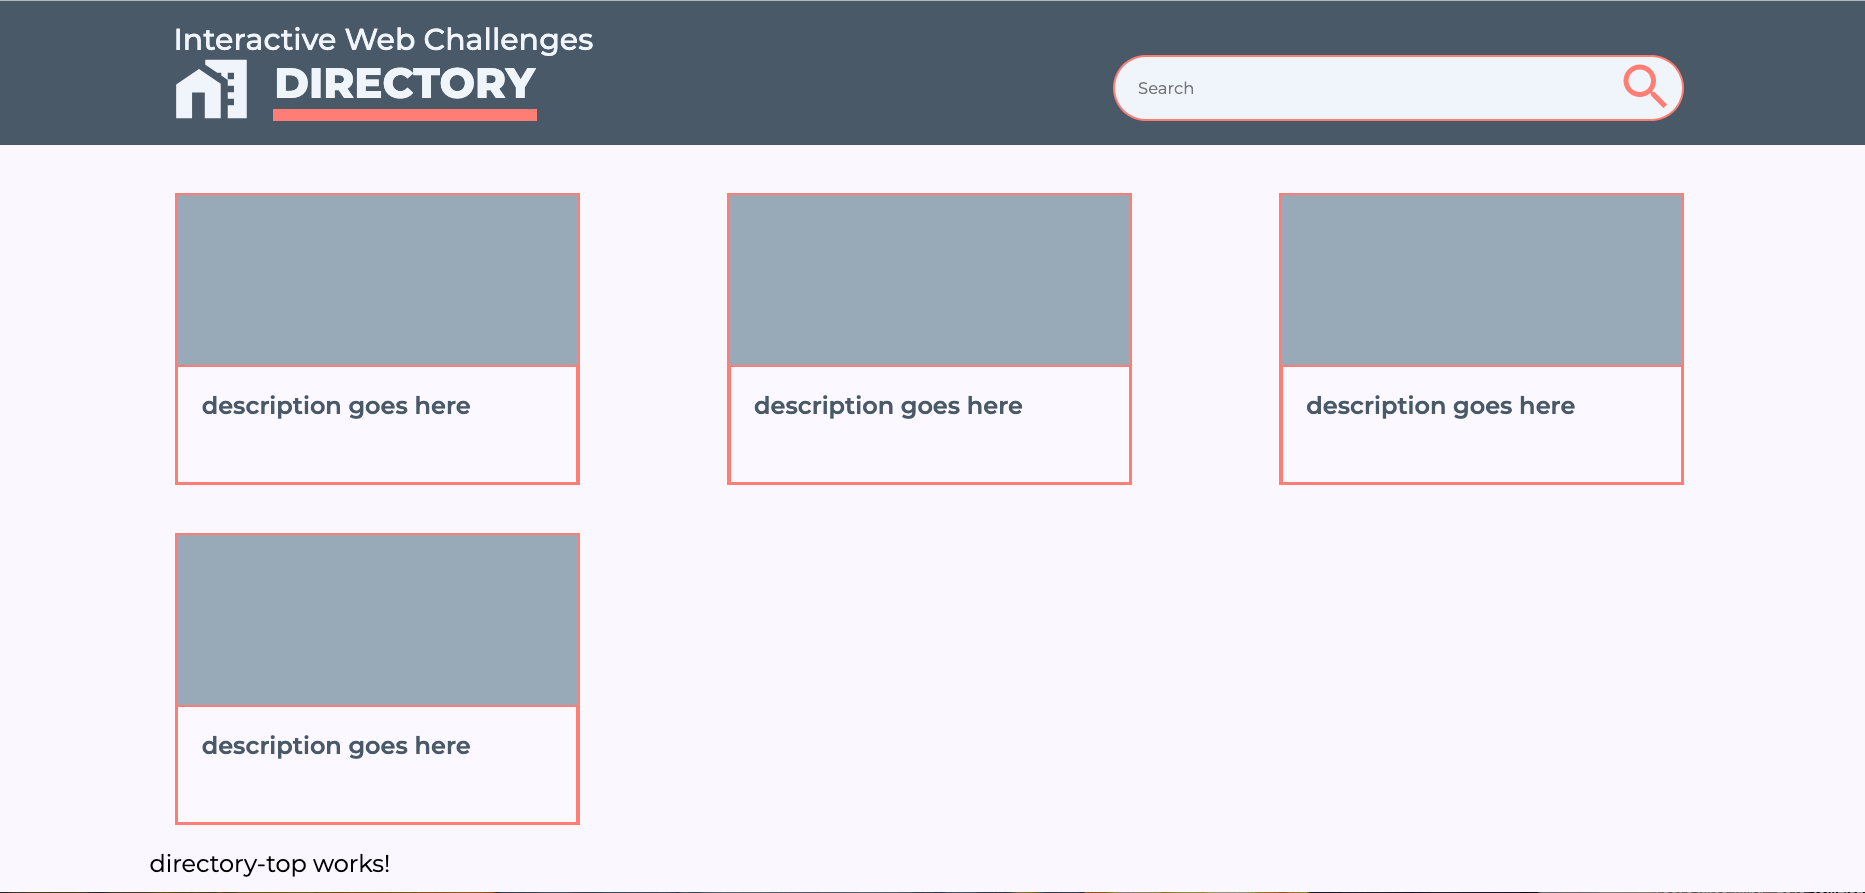 Interactive Web Challenges
DIRECTORY
Search
description goes here
description goes here
description goes here
description goes here
directory-top works!